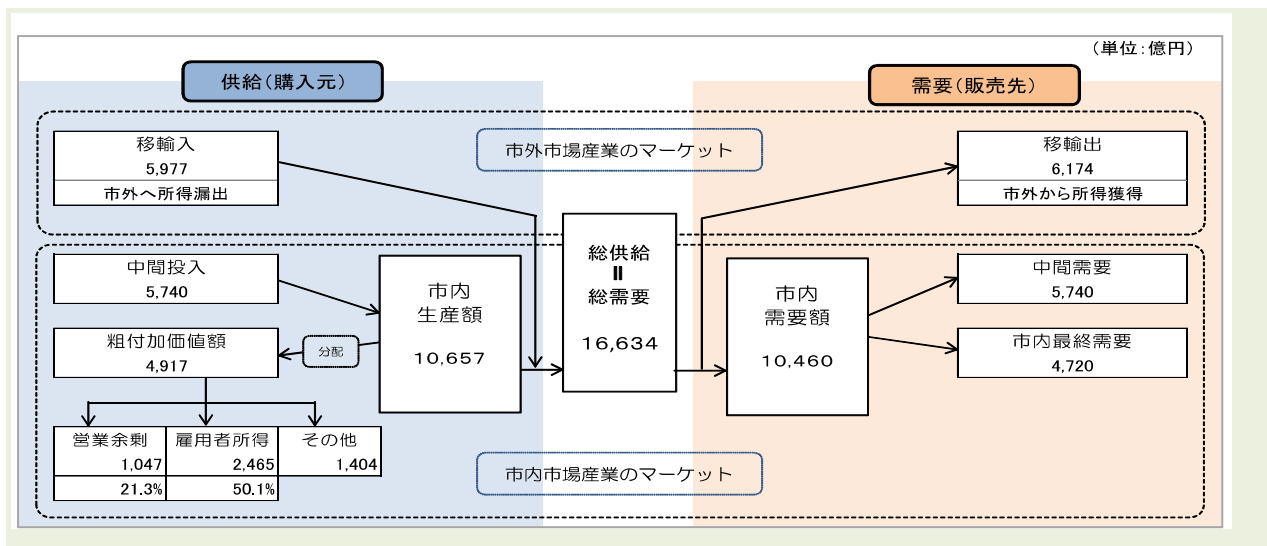 （単位：億円）
供給（購入元）
需要（販売先）
市外市場産業のマーケット
移輸入
5,977
市外へ所得漏出
移輸出
6,174
市外から所得獲得
中間投入
5,740
粗付加価値額
4,917
分配
市内
生産額
10,657
総供給
＝
総需要
16,634
市内
需要額
10,460
中間需要
5,740
市内最終需要
4,720
営業余剰
1,047
21.3%
雇用者所得
2,465
50.1%
その他
1,404
市内市場産業のマーケット